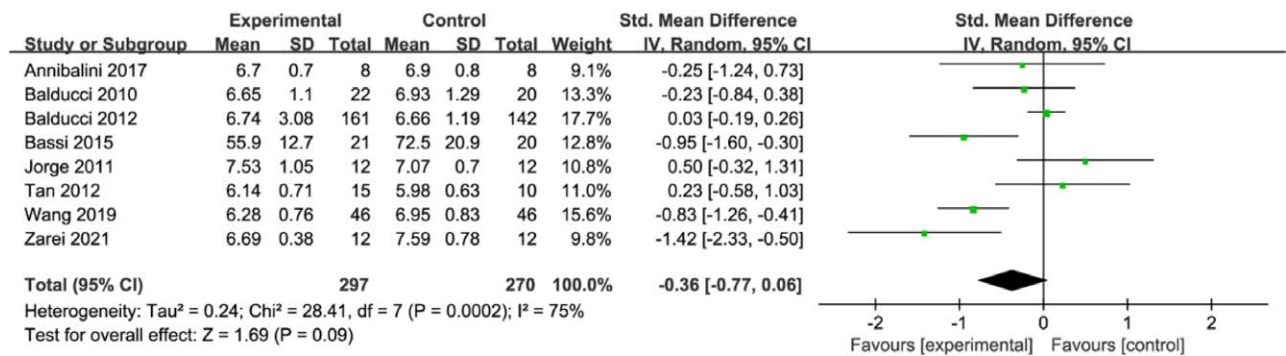 Experimental Control Std. Mean Difference Std. Mean Difference
Study or Subgroup Mean SD Total Mean SD Total Weight IV, Random, 95% CI IV, Random, 95% CI
Annibalini 2017 6.7 0.7 8 6.9 0.8 8 9.1% -0.25 [-1.24, 0.73]
Balducci 2010 6.65 1.1 22 6.93 1.29 20 13.3% -0.23 [-0.84, 0.38]
Balducci 2012 6.74 3.08 161 6.66 1.19 142 17.7% 0.03 [-0.19, 0.26]
Bassi 2015 55.9 12.7 21 72.5 20.9 20 12.8% -0.95 [-1.60, -0.30]
Jorge 2011 7.53 1.05 12 7.07 0.7 12 10.8% 0.50 [-0.32, 1.31]
Tan 2012 6.14 0.71 15 5.98 0.63 10 11.0% 0.23 [-0.58, 1.03]
Wang 2019 6.28 0.76 46 6.95 0.83 46 15.6% -0.83 [-1.26, -0.41]
Zarei 2021 6.69 0.38 12 7.59 0.78 12 9.8% -1.42 [-2.33, -0.50]
Total (95% CI) 297 270 100.0% -0.36 [-0.77, 0.06]
Heterogeneity: Tau² = 0.24; Chi² = 28.41, df = 7 (P = 0.0002); I² = 75%
Test for overall effect: Z = 1.69 (P = 0.09)
-2 -1 0 1 2
Favours [experimental] Favours [control]